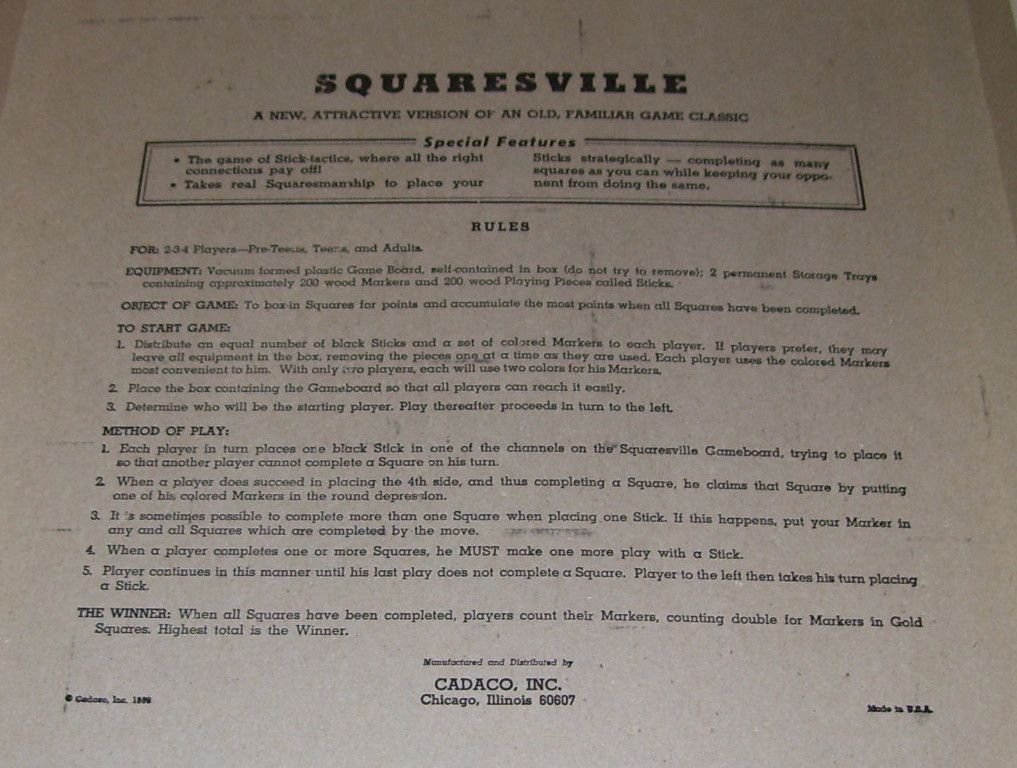 SQUARESVILLE
A NEW, ATTRACTIVE VERSION OF AN OLD, FAMILIAR GAME CLASSIC
Special Features
• The game of Stick-tactics, where all the right
connections pay off!
• Takes real Squaresmanship to place your
Sticks strategically — completing as many
squares as you can while keeping your oppo-
nent from doing the same.
RULES
FOR: 2-3-4 Players—Pre-Teens, Teens, and Adults.
EQUIPMENT: Vacuum formed plastic Game Board, self-contained in box (do not try to remove); 2 permanent Storage Trays
containing approximately 200 wood Markers and 200 wood Playing Pieces called Sticks.
OBJECT OF GAME: To box-in Squares for points and accumulate the most points when all Squares have been completed.
TO START GAME:
1. Distribute an equal number of black Sticks and a set of colored Markers to each player. If players prefer, they may
leave all equipment in the box, removing the pieces one at a time as they are used. Each player uses the colored Markers
most convenient to him. With only two players, each will use two colors for his Markers.
2. Place the box containing the Gameboard so that all players can reach it easily.
3. Determine who will be the starting player. Play thereafter proceeds in turn to the left.
METHOD OF PLAY:
1. Each player in turn places one black Stick in one of the channels on the Squaresville Gameboard, trying to place it
so that another player cannot complete a Square on his turn.
2. When a player does succeed in placing the 4th side, and thus completing a Square, he claims that Square by putting
one of his colored Markers in the round depression.
3. It is sometimes possible to complete more than one Square when placing one Stick. If this happens, put your Marker in
any and all Squares which are completed by the move.
4. When a player completes one or more Squares, he MUST make one more play with a Stick.
5. Player continues in this manner until his last play does not complete a Square. Player to the left then takes his turn placing
a Stick.
THE WINNER: When all Squares have been completed, players count their Markers, counting double for Markers in Gold
Squares. Highest total is the Winner.
Manufactured and Distributed by
CADACO, INC.
Chicago, Illinois 60607
© Cadaco, Inc.
Made in U.S.A.